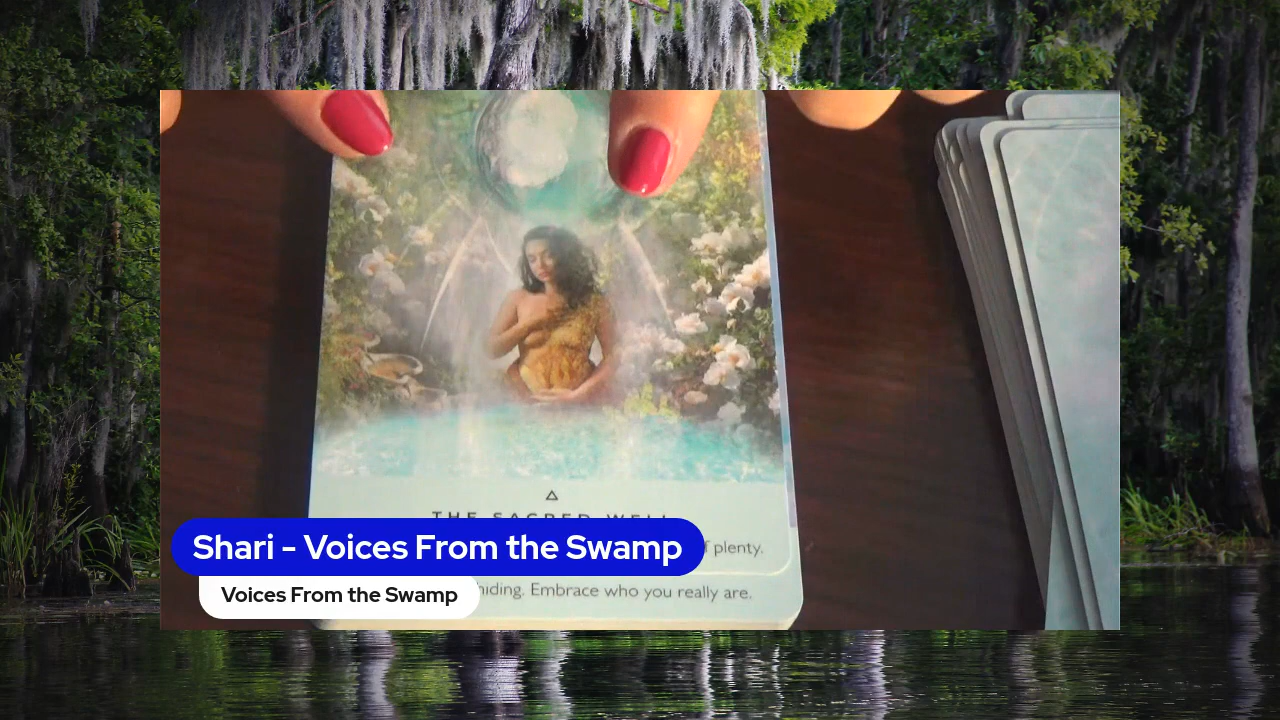 THE SACRED WELL
Shari - Voices From the Swamp
f plenty.
Voices From the Swamp
hiding. Embrace who you really are.